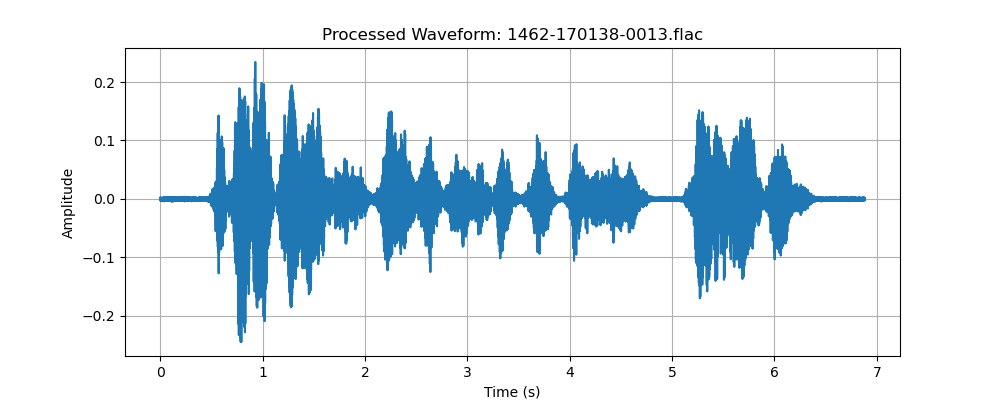 Processed Waveform: 1462-170138-0013.flac
0.2
0.1
0.0
−0.1
−0.2
Amplitude
0 1 2 3 4 5 6 7
Time (s)